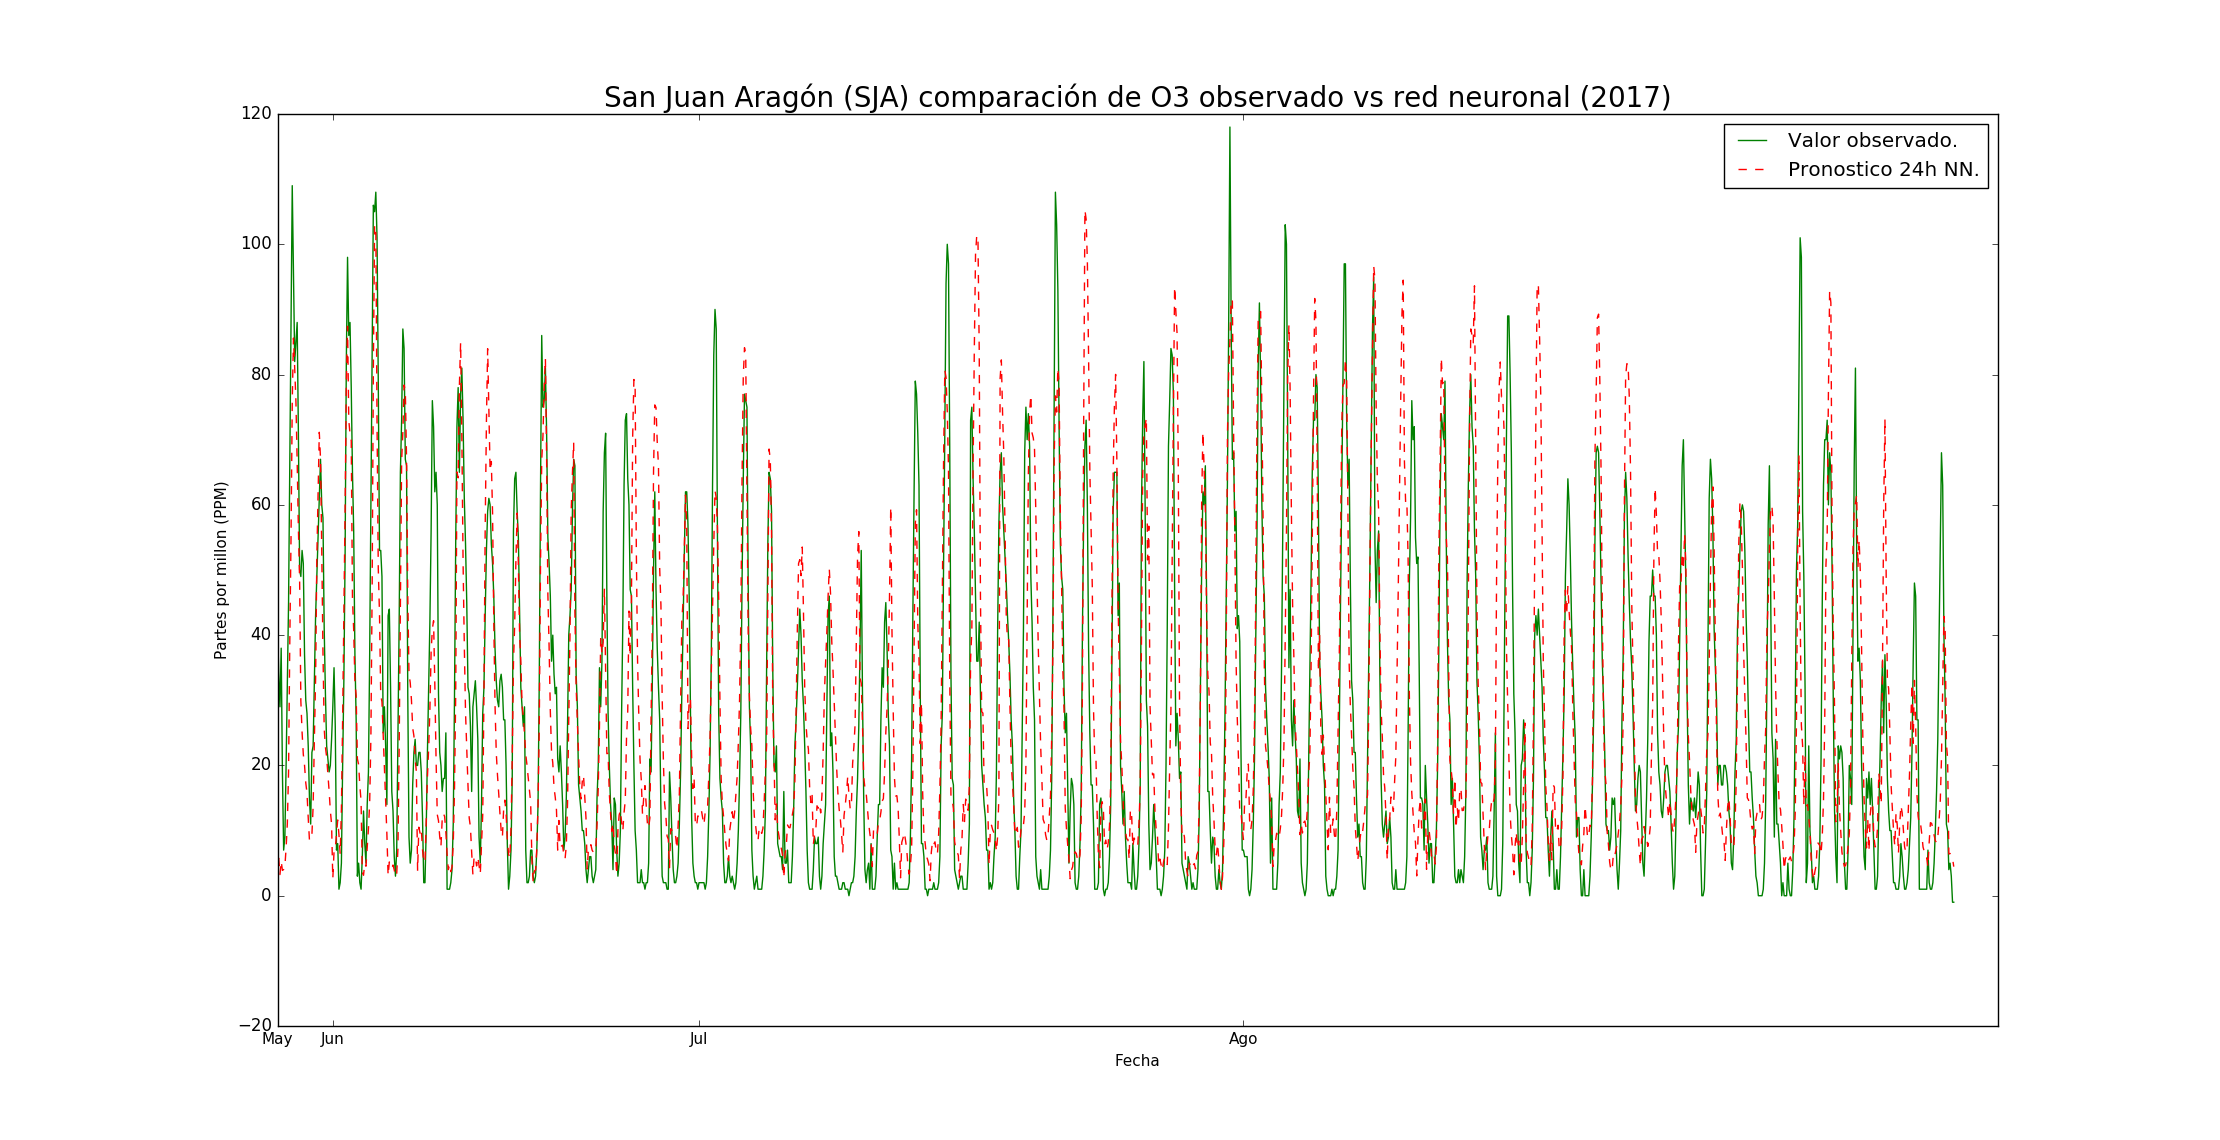 San Juan Aragón (SJA) comparación de O3 observado vs red neuronal (2017)
120
100
80
60
40
20
0
−20
Partes por millon (PPM)
Valor observado.
Pronostico 24h NN.
May Jun Jul Ago
Fecha